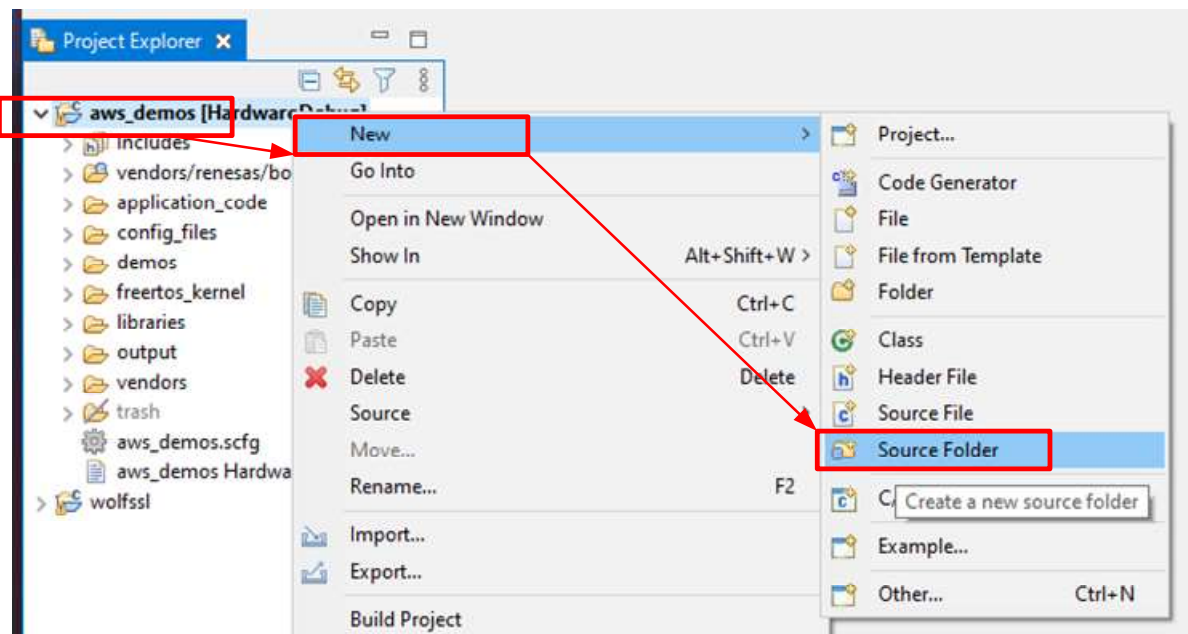 Project Explorer
aws_demos [HardwareDebug]
Includes
vendors/renesas/bo
application_code
config_files
demos
freertos_kernel
libraries
output
vendors
trash
aws_demos.scfg
aws_demos Hardwa
wolfssl
New
Go Into
Open in New Window
Show In Alt+Shift+W
Copy Ctrl+C
Paste Ctrl+V
Delete Delete
Source
Move...
Rename... F2
Import...
Export...
Build Project
Project...
Code Generator
File
File from Template
Folder
Class
Header File
Source File
Source Folder
C/
Create a new source folder
Example...
Other... Ctrl+N